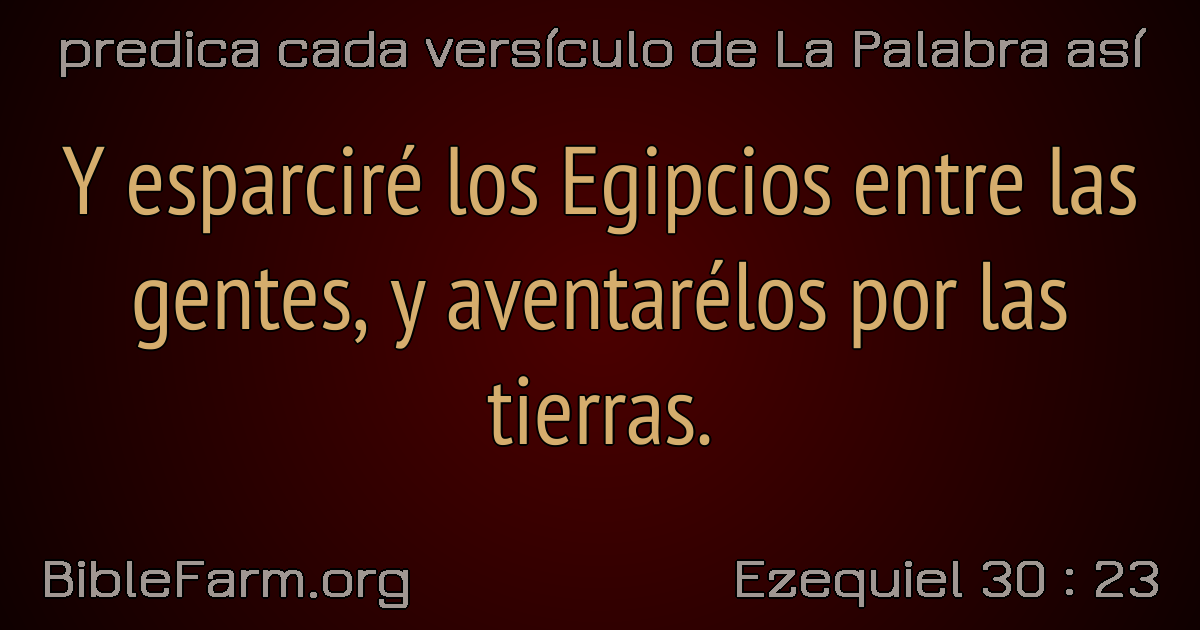 predica cada versículo de La Palabra así
Y esparciré los Egipcios entre las
gentes, y aventarélos por las
tierras.
BibleFarm.org
Ezequiel 30 : 23